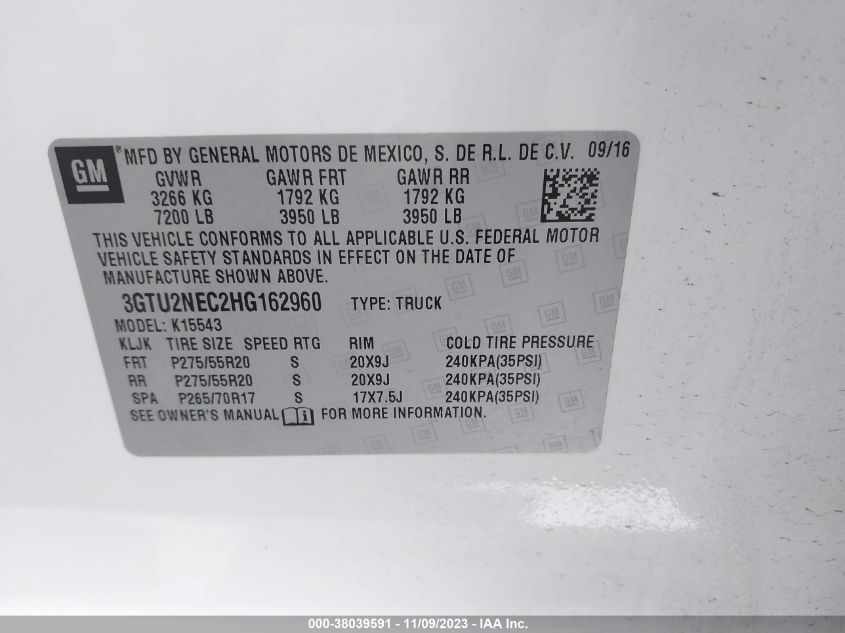 GM
® MFD BY GENERAL MOTORS DE MEXICO, S. DE R.L. DE C.V. 09/16
GVWR GAWR FRT GAWR RR
3266 KG 1792 KG 1792 KG
7200 LB 3950 LB 3950 LB
THIS VEHICLE CONFORMS TO ALL APPLICABLE U.S. FEDERAL MOTOR
VEHICLE SAFETY STANDARDS IN EFFECT ON THE DATE OF
MANUFACTURE SHOWN ABOVE.
3GTU2NEC2HG162960 TYPE: TRUCK
MODEL: K15543
KLJK TIRE SIZE SPEED RTG RIM COLD TIRE PRESSURE
FRT P275/55R20 S 20X9J 240KPA(35PSI)
RR P275/55R20 S 20X9J 240KPA(35PSI)
SPA P265/70R17 S 17X7.5J 240KPA(35PSI)
SEE OWNER'S MANUAL FOR MORE INFORMATION.
000-38039591 - 11/09/2023 - IAA Inc.